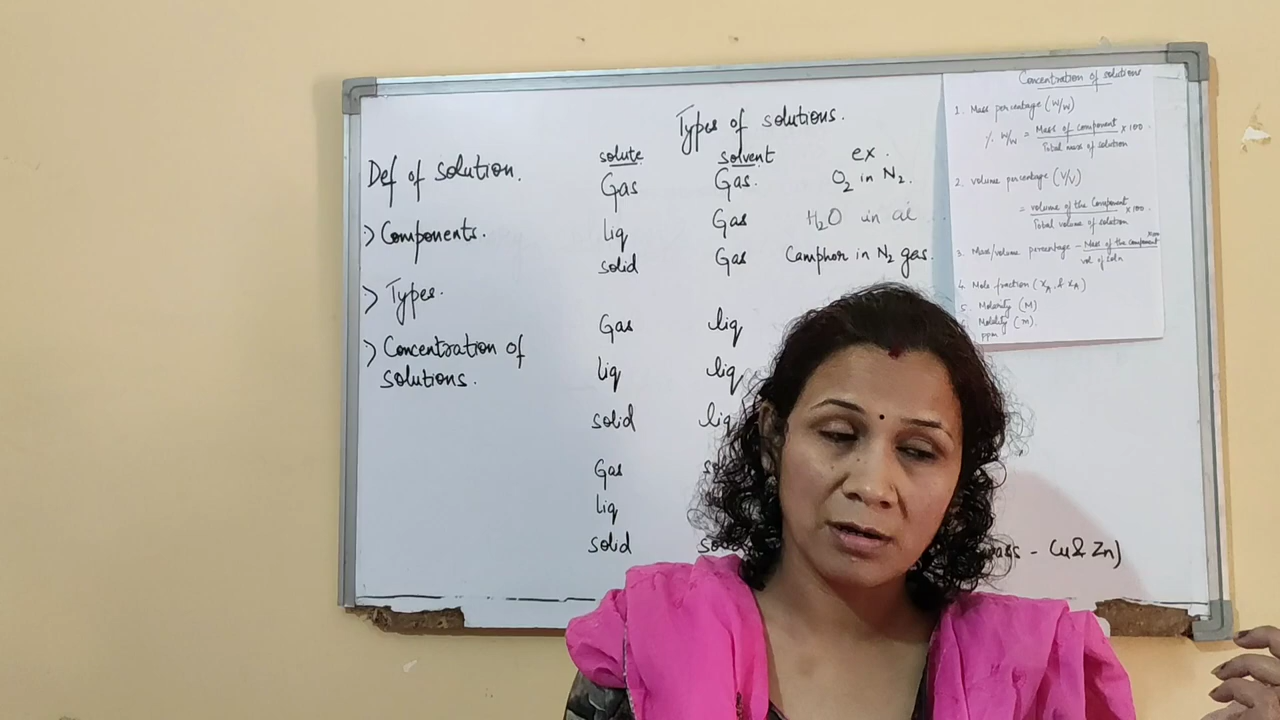 Types of solutions.
Def of solution.
:) Components.
:) Types.
:) Concentration of
solutions.
solute solvent ex.
Gas Gas. O2 in N2.
liq Gas H2O in ai
solid Gas Camphor in N2 gas.
Gas liq
liq liq
solid liq
Gas
liq
solid - Cu & Zn)
Concentration of solutions
1. Mass percentage (W/W)
% W/W = Mass of component / Total mass of solution × 100.
2. volume percentage (V/V)
= volume of the component / Total volume of solution × 100.
3. Mass/volume percentage - Mass of the component / vol of soln
4. Mole fraction (
5. Molarity (M)
Molality (m).
ppm